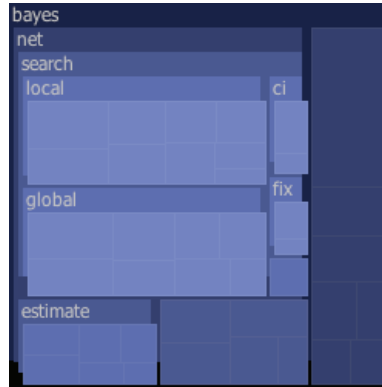 bayes
net
search
local
ci
global
fix
estimate